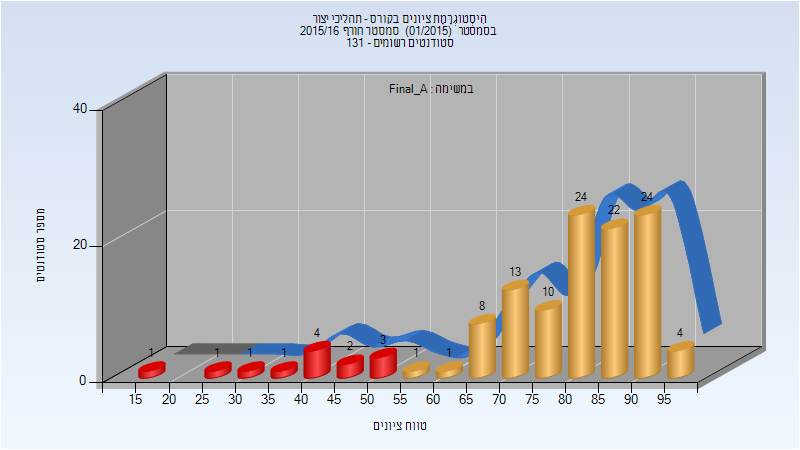 היסטוגרמת ציונים בקורס - תהליכי יצור
בסמסטר (01/2015) סמסטר חורף 2015/16
סטודנטים רשומים - 131
במשימה : Final_A
מספר סטודנטים
40
20
0
1 1 1 1 4 2 3 1 1 8 13 10 24 22 24 4
15 20 25 30 35 40 45 50 55 60 65 70 75 80 85 90 95
טווח ציונים